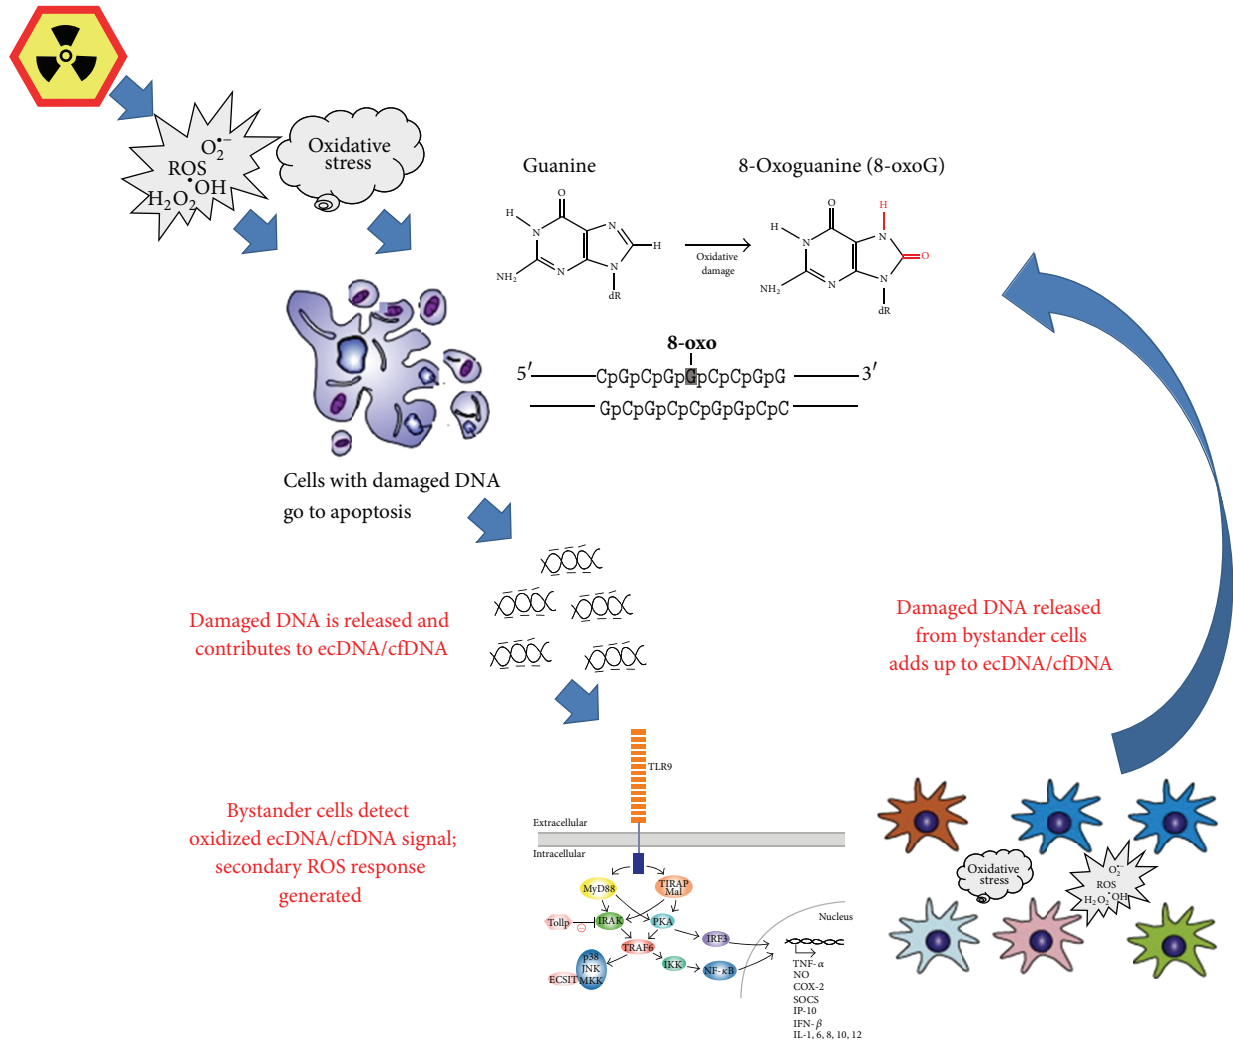 O₂•−
ROS
•OH
H₂O₂
Oxidative
stress
Guanine
8-Oxoguanine (8-oxoG)
O
H
N
N
H
N
N
NH₂
dR
Oxidative
damage
O
H
H
N
N
O
N
N
NH₂
dR
8-oxo
5′ CpGpCpGpGpCpCpGpG 3′
GpCpGpCpCpGpGpCpC
Cells with damaged DNA
go to apoptosis
Damaged DNA is released and
contributes to ecDNA/cfDNA
Damaged DNA released
from bystander cells
adds up to ecDNA/cfDNA
TLR9
Bystander cells detect
oxidized ecDNA/cfDNA signal;
secondary ROS response
generated
Extracellular
Intracellular
MyD88
TIRAP
Mal
Tollp
IRAK
PKA
IRF3
TRAF6
p38
JNK
MKK
ECSIT
IKK
NF-κB
Nucleus
TNF-α
NO
COX-2
SOCS
IP-10
IFN-β
IL-1, 6, 8, 10, 12
Oxidative
stress
O₂•−
ROS
H₂O₂ •OH